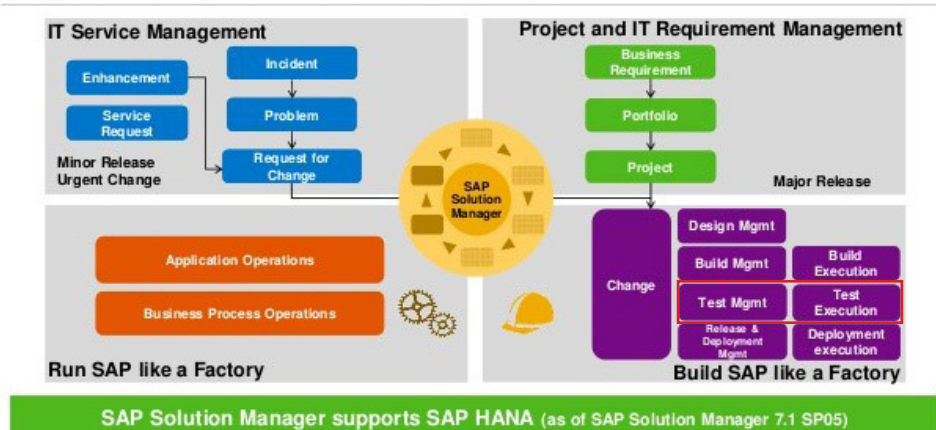 IT Service Management
Enhancement
Service
Request
Incident
Problem
Request for
Change
Minor Release
Urgent Change
Project and IT Requirement Management
Business
Requirement
Portfolio
Project
Major Release
SAP
Solution
Manager
Application Operations
Business Process Operations
Run SAP like a Factory
Change
Design Mgmt
Build Mgmt
Build
Execution
Test Mgmt
Test
Execution
Release &
Deployment
Mgmt
Deployment
execution
Build SAP like a Factory
SAP Solution Manager supports SAP HANA (as of SAP Solution Manager 7.1 SP05)